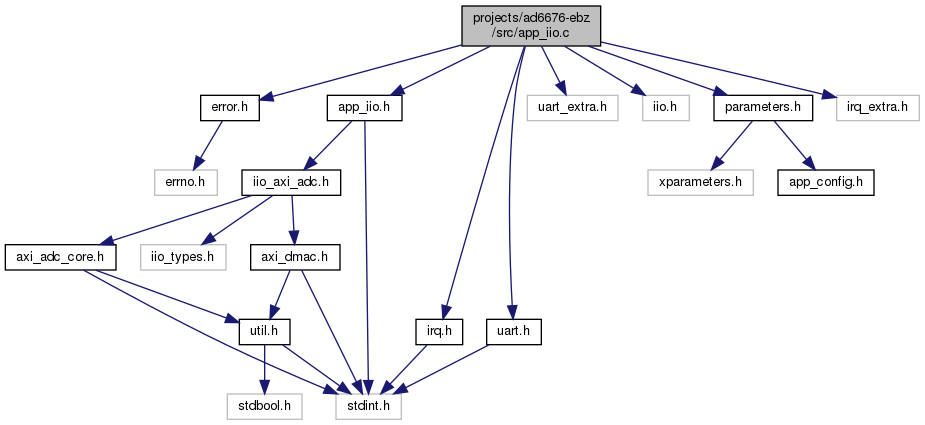 projects/ad6676-ebz
/src/app_iio.c
error.h
app_iio.h
uart_extra.h
iio.h
parameters.h
irq_extra.h
errno.h
iio_axi_adc.h
xparameters.h
app_config.h
axi_adc_core.h
iio_types.h
axi_dmac.h
util.h
irq.h
uart.h
stdbool.h
stdint.h